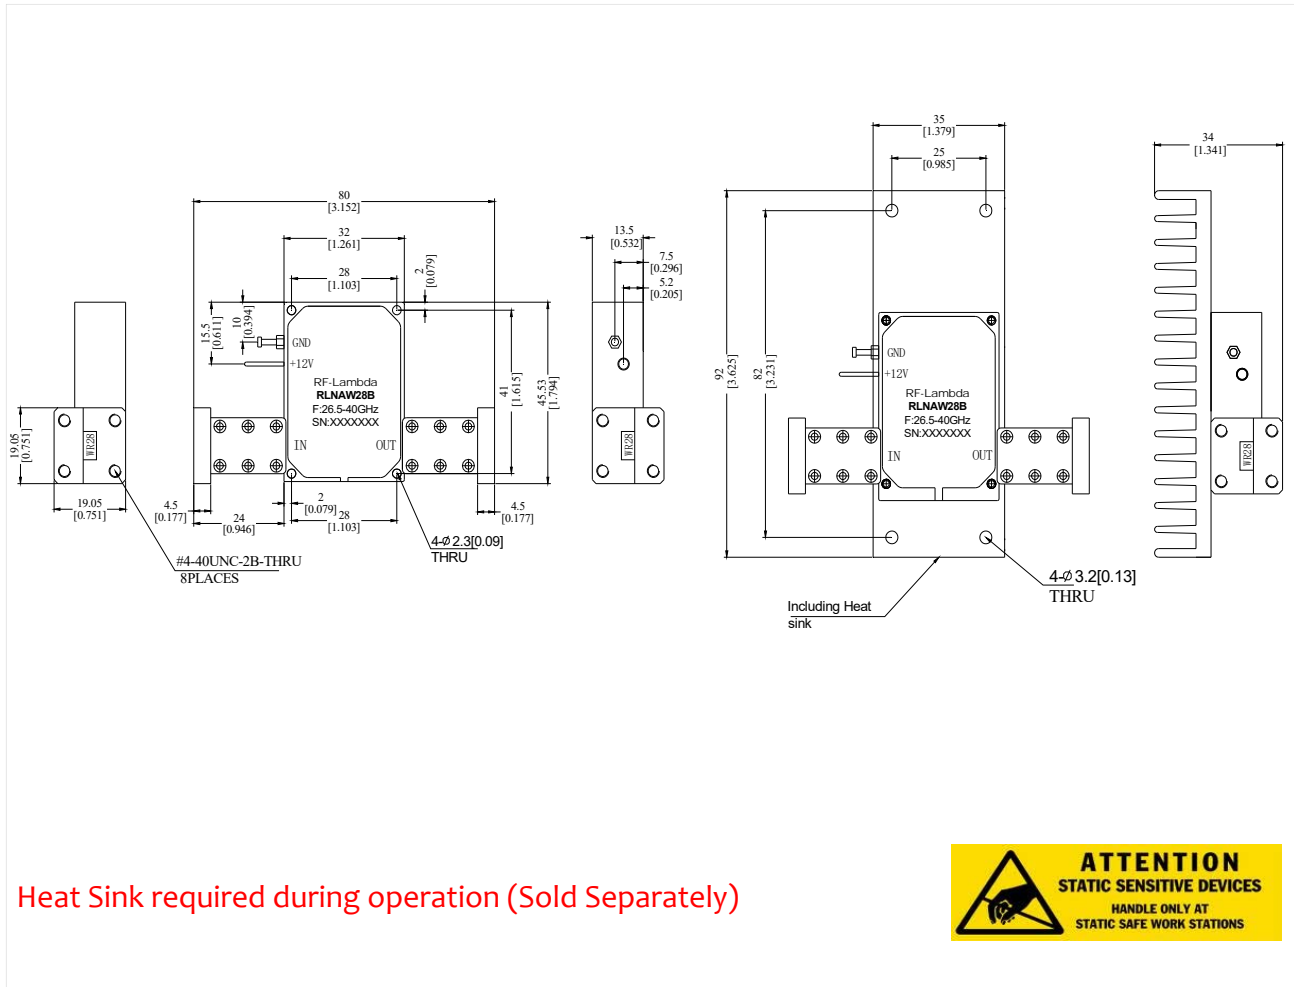 80
[3.152]
32
[1.261]
28
[1.103]
2
[0.079]
15.5
[0.611]
10
[0.394]
GND
+12V
RF-Lambda
RLNAW28B
F:26.5-40GHz
SN:XXXXXXX
IN
OUT
41
[1.615]
45.53
[1.794]
19.05
[0.751]
WR28
19.05
[0.751]
4.5
[0.177]
24
[0.946]
2
[0.079]
28
[1.103]
4.5
[0.177]
4-Ø2.3[0.09]
THRU
#4-40UNC-2B-THRU
8PLACES
13.5
[0.532]
7.5
[0.296]
5.2
[0.205]
WR28
35
[1.379]
25
[0.985]
92
[3.625]
82
[3.231]
GND
+12V
RF-Lambda
RLNAW28B
F:26.5-40GHz
SN:XXXXXXX
IN
OUT
4-Ø3.2[0.13]
THRU
Including Heat
sink
34
[1.341]
WR28
Heat Sink required during operation (Sold Separately)
ATTENTION
STATIC SENSITIVE DEVICES
HANDLE ONLY AT
STATIC SAFE WORK STATIONS